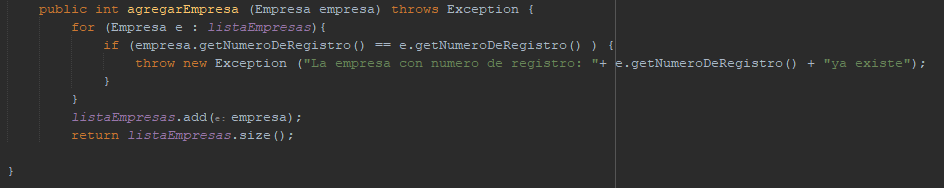 public int agregarEmpresa (Empresa empresa) throws Exception {
for (Empresa e : listaEmpresas){
if (empresa.getNumeroDeRegistro() == e.getNumeroDeRegistro() ) {
throw new Exception ("La empresa con numero de registro: "+ e.getNumeroDeRegistro() + "ya existe");
}
}
listaEmpresas.add(e: empresa);
return listaEmpresas.size();
}